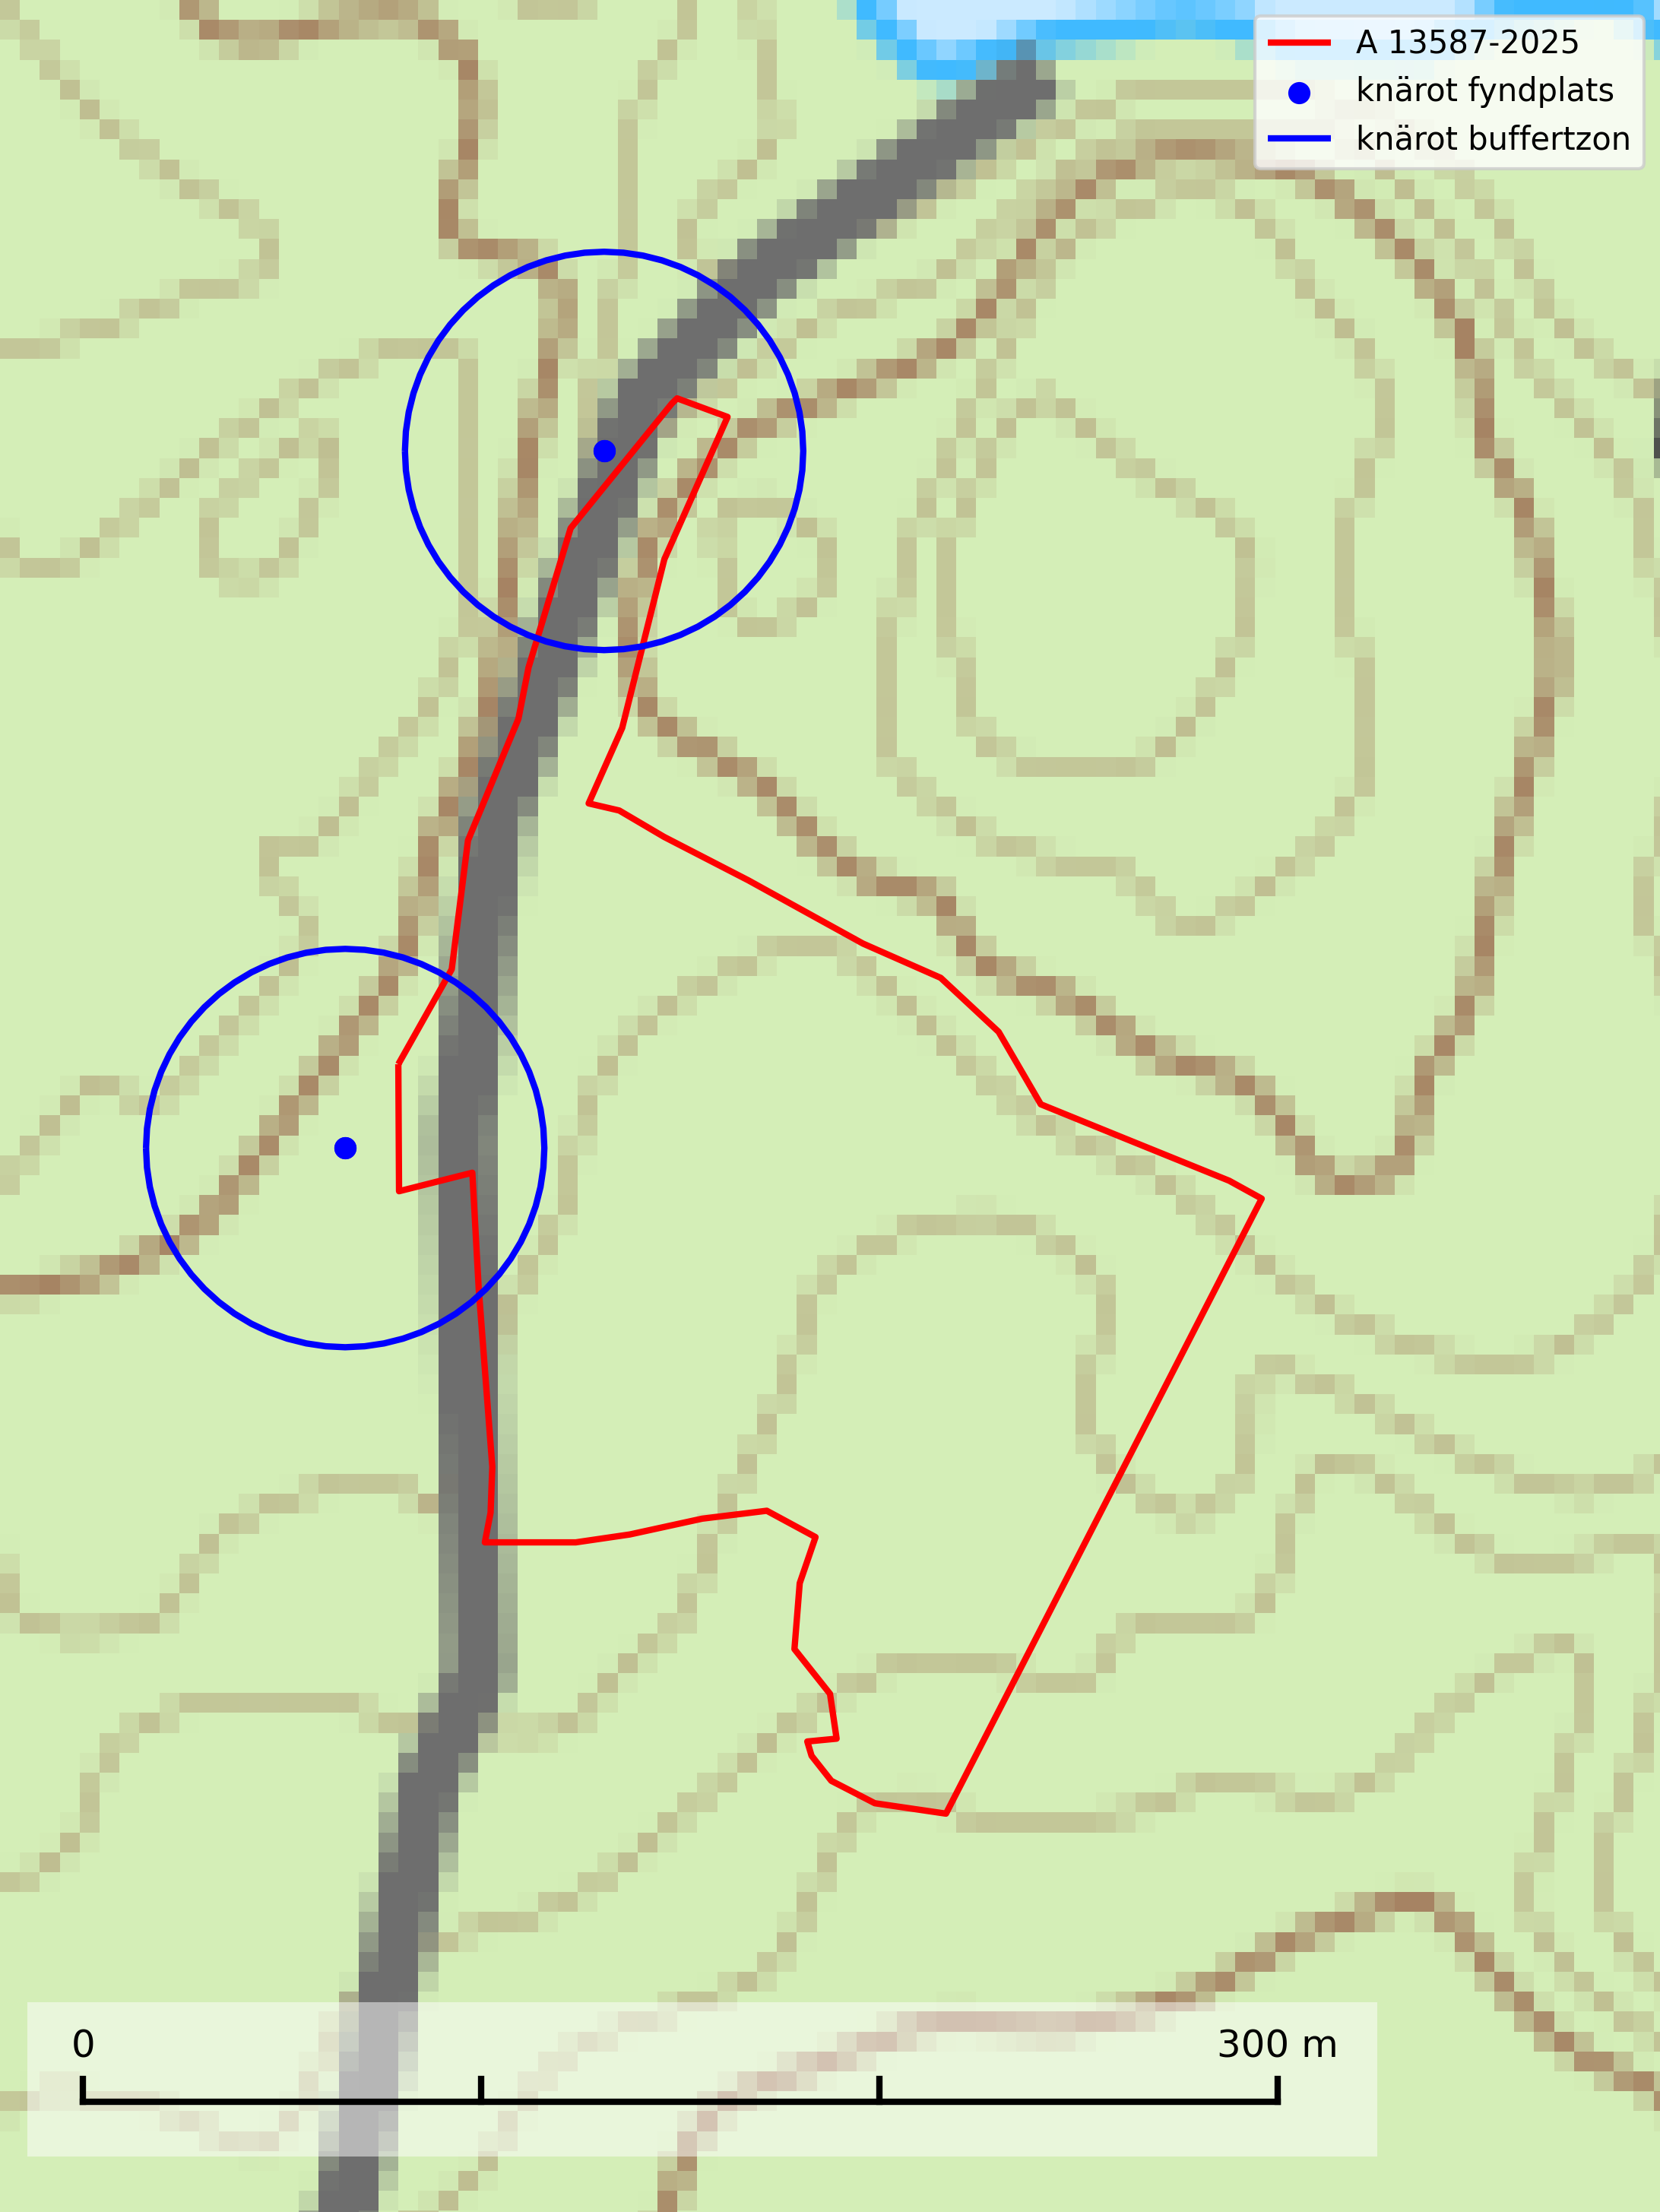 A 13587-2025
knärot fyndplats
knärot buffertzon
0
300 m